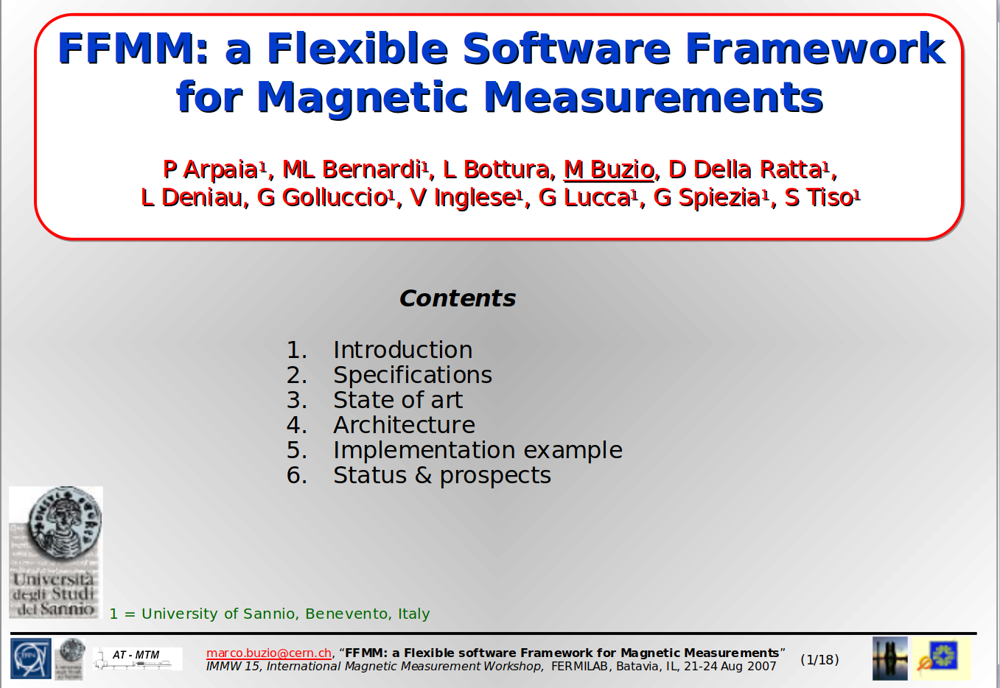 FFMM: a Flexible Software Framework
for Magnetic Measurements
P Arpaia¹, ML Bernardi¹, L Bottura, M Buzio, D Della Ratta¹,
L Deniau, G Golluccio¹, V Inglese¹, G Lucca¹, G Spiezia¹, S Tiso¹
Contents
1. Introduction
2. Specifications
3. State of art
4. Architecture
5. Implementation example
6. Status & prospects
Università
degli Studi
del Sannio
1 = University of Sannio, Benevento, Italy
CERN
AT - MTM
marco.buzio@cern.ch, “FFMM: a Flexible software Framework for Magnetic Measurements”
IMMW 15, International Magnetic Measurement Workshop, FERMILAB, Batavia, IL, 21-24 Aug 2007
(1/18)